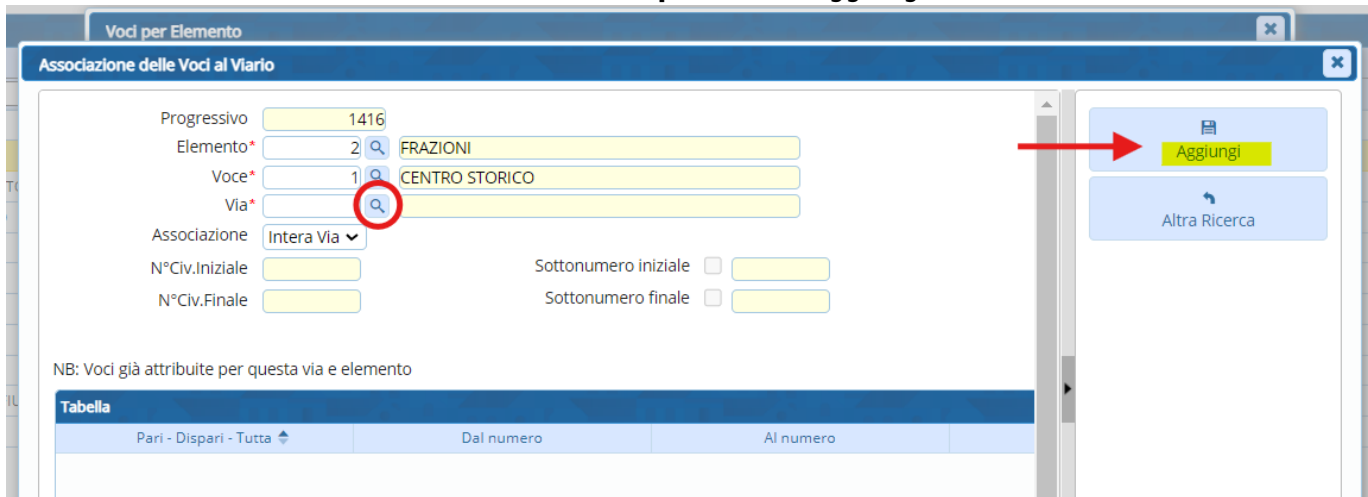 Voci per Elemento
Associazione delle Voci al Viario
Progressivo 1416
Elemento* 2 FRAZIONI
Voce* 1 CENTRO STORICO
Via*
Associazione Intera Via
N°Civ.Iniziale Sottonumero iniziale
N°Civ.Finale Sottonumero finale
Aggiungi
Altra Ricerca
NB: Voci già attribuite per questa via e elemento
Tabella
Pari - Dispari - Tutta Dal numero Al numero